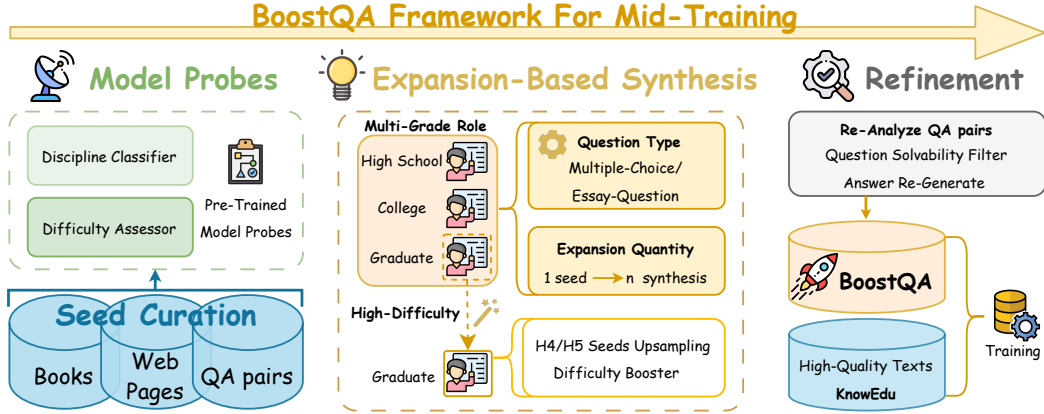 BoostQA Framework For Mid-Training
Model Probes
Discipline Classifier
Difficulty Assessor
Pre-Trained
Model Probes
Seed Curation
Books
Web
Pages
QA pairs
Expansion-Based Synthesis
Multi-Grade Role
High School
College
Graduate
Question Type
Multiple-Choice/
Essay-Question
Expansion Quantity
1 seed → n synthesis
High-Difficulty
Graduate
H4/H5 Seeds Upsampling
Difficulty Booster
Refinement
Re-Analyze QA pairs
Question Solvability Filter
Answer Re-Generate
BoostQA
High-Quality Texts
KnowEdu
Training